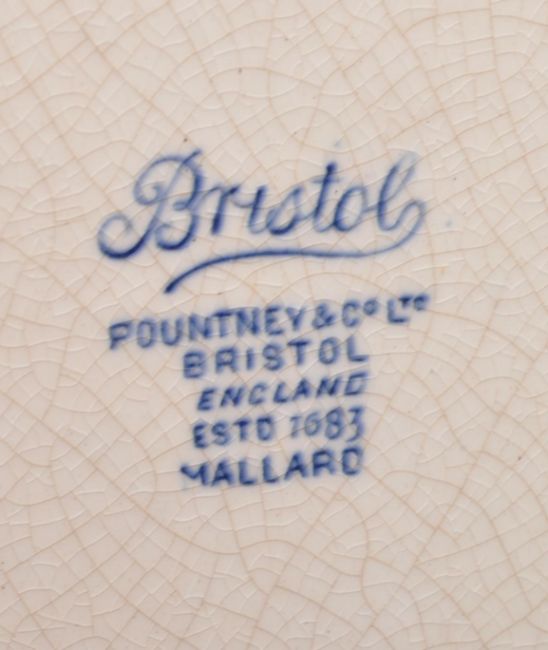 Bristol
POUNTNEY & Cº LTD
BRISTOL
ENGLAND
ESTD 1683
MALLARD